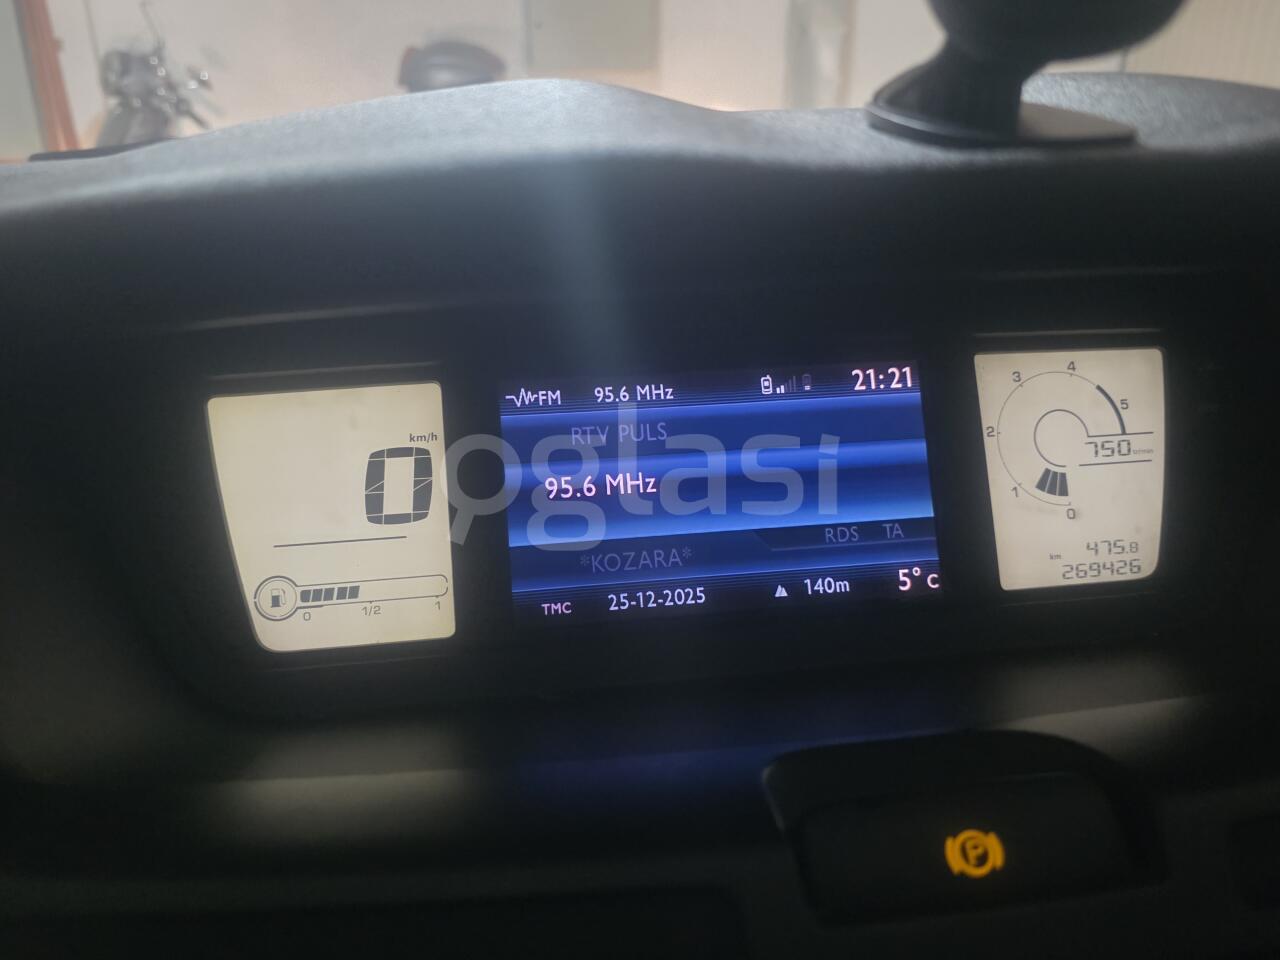 FM 95.6 MHz 21:21
RTV PULS
95.6 MHz
RDS TA
*KOZARA*
TMC 25-12-2025 140m 5° C
km/h
0
0 1/2 1
0 1 2 3 4 5
750 tr/min
475.8
km 269426
P
oglasi